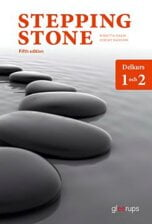 STEPPING
STONE
Fifth edition
Delkurs
1 och 2
gleerups